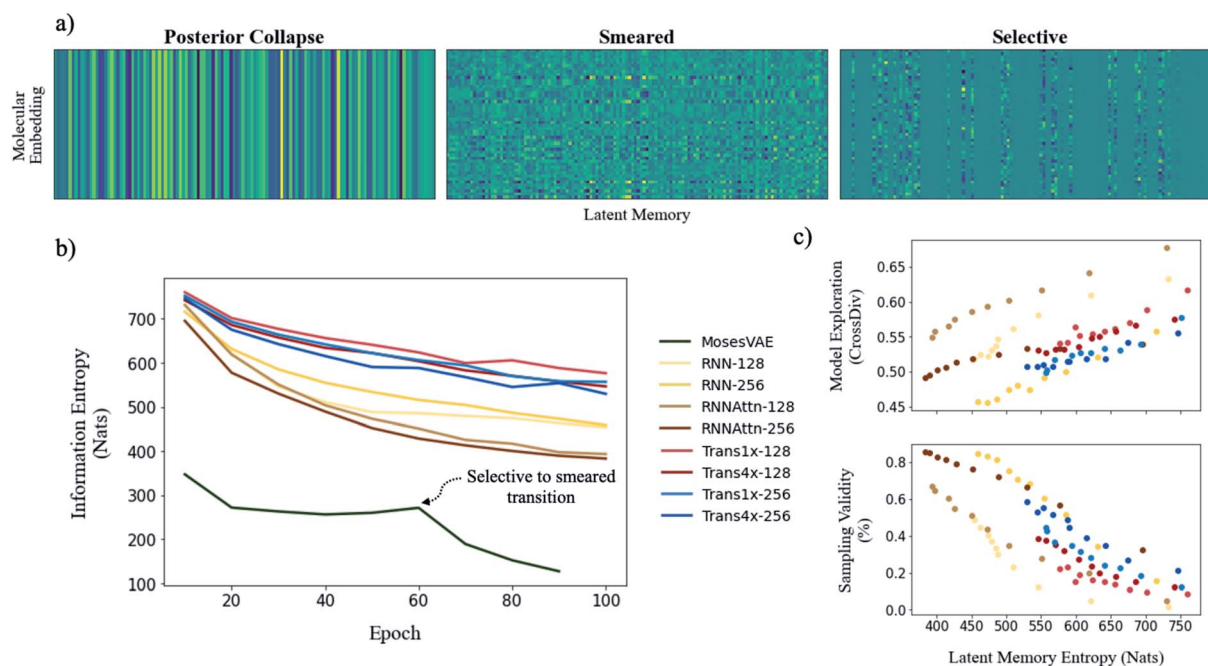 a)
Posterior Collapse
Smeared
Selective
Molecular
Embedding
Latent Memory
b)
Information Entropy
(Nats)
700
600
500
400
300
200
100
20
40
60
80
100
Epoch
Selective to smeared
transition
MosesVAE
RNN-128
RNN-256
RNNAttn-128
RNNAttn-256
Trans1x-128
Trans4x-128
Trans1x-256
Trans4x-256
c)
Model Exploration
(CrossDiv)
0.65
0.60
0.55
0.50
0.45
Sampling Validity
(%)
0.8
0.6
0.4
0.2
0.0
400
450
500
550
600
650
700
750
Latent Memory Entropy (Nats)